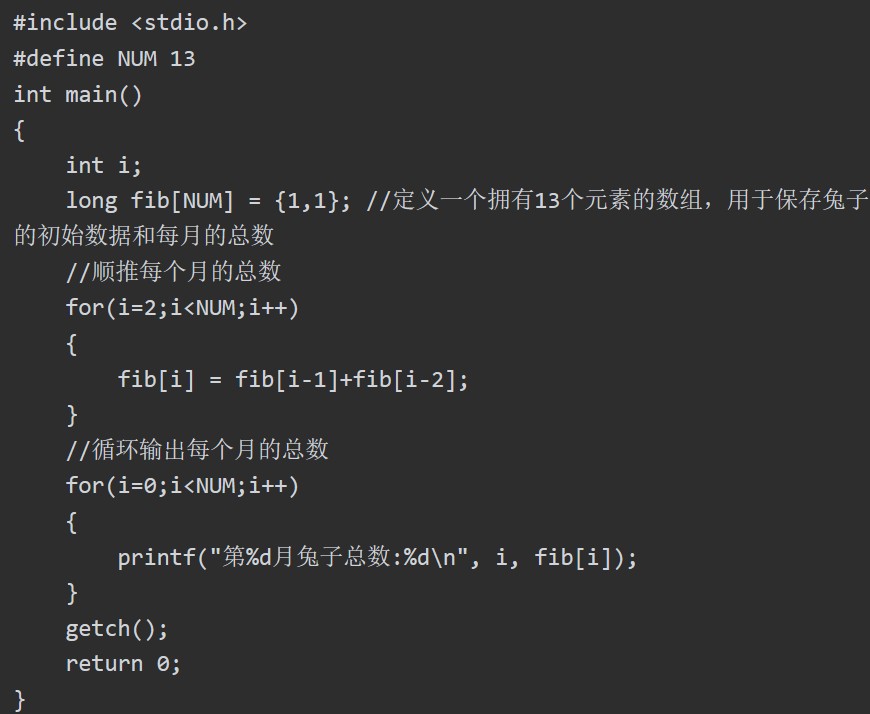 #include <stdio.h>
#define NUM 13
int main()
{
    int i;
    long fib[NUM] = {1,1}; //定义一个拥有13个元素的数组，用于保存兔子
的初始数据和每月的总数
    //顺推每个月的总数
    for(i=2;i<NUM;i++)
    {
        fib[i] = fib[i-1]+fib[i-2];
    }
    //循环输出每个月的总数
    for(i=0;i<NUM;i++)
    {
        printf("第%d月兔子总数:%d\n", i, fib[i]);
    }
    getch();
    return 0;
}